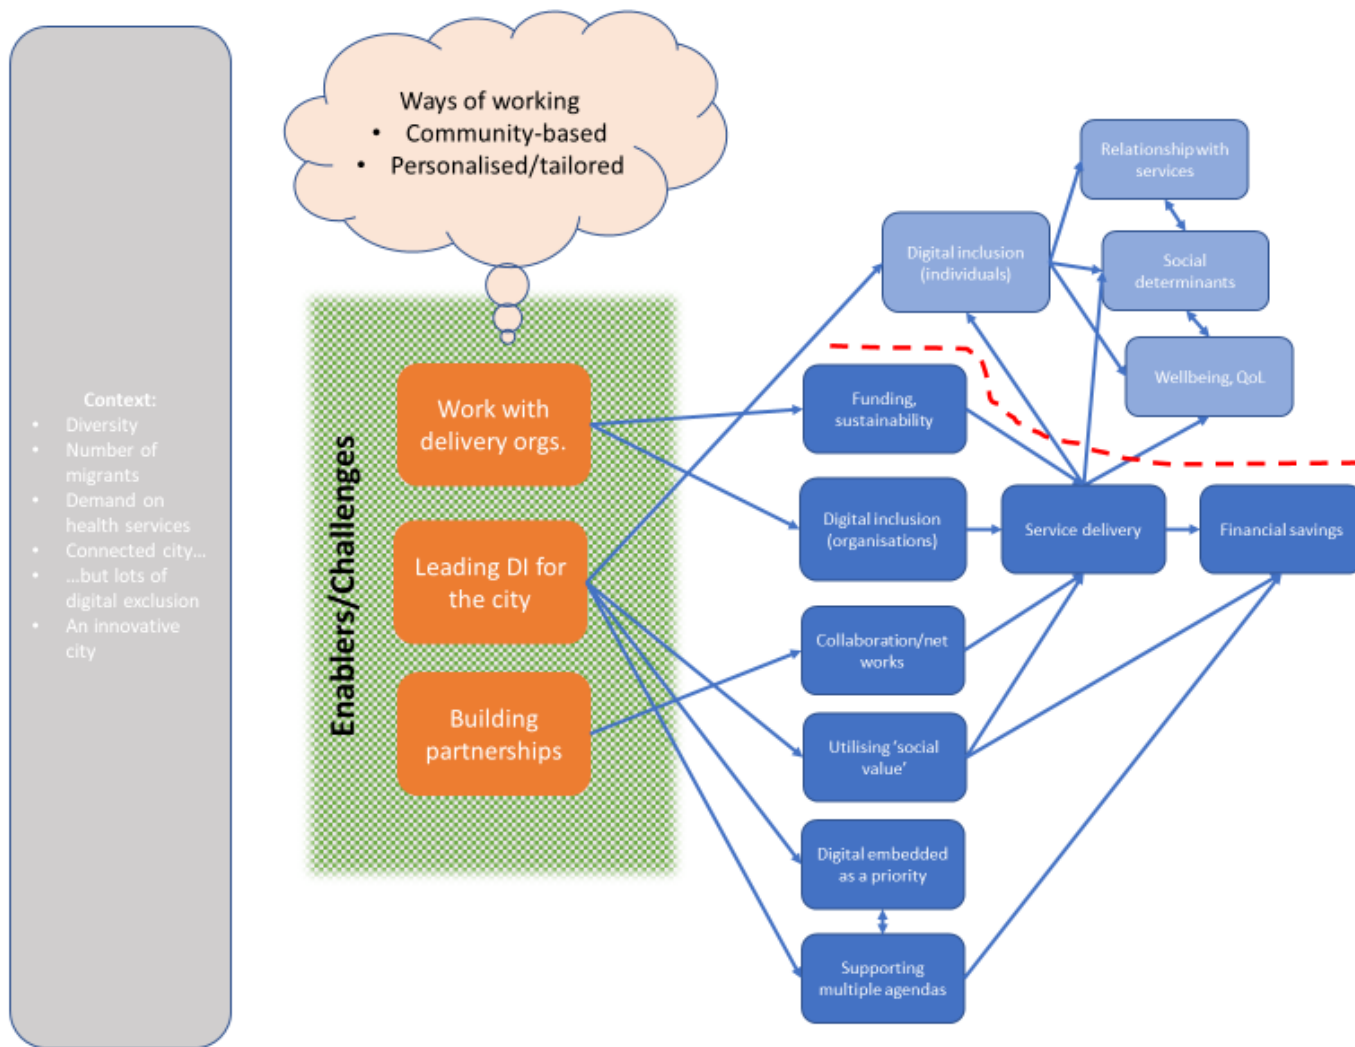 Context:
• Diversity
• Number of
migrants
• Demand on
health services
• Connected city...
• ...but lots of
digital exclusion
• An innovative
city
Ways of working
• Community-based
• Personalised/tailored
Enablers/Challenges
Work with
delivery orgs.
Leading DI for
the city
Building
partnerships
Digital inclusion
(individuals)
Relationship with
services
Social
determinants
Wellbeing, QoL
Funding,
sustainability
Digital inclusion
(organisations)
Service delivery
Financial savings
Collaboration/net
works
Utilising ‘social
value’
Digital embedded
as a priority
Supporting
multiple agendas